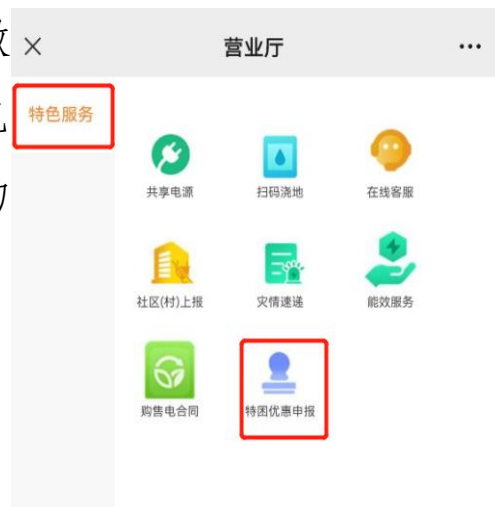 营业厅
特色服务
共享电源
扫码浇地
在线客服
社区(村)上报
灾情速递
能效服务
购售电合同
特困优惠申报